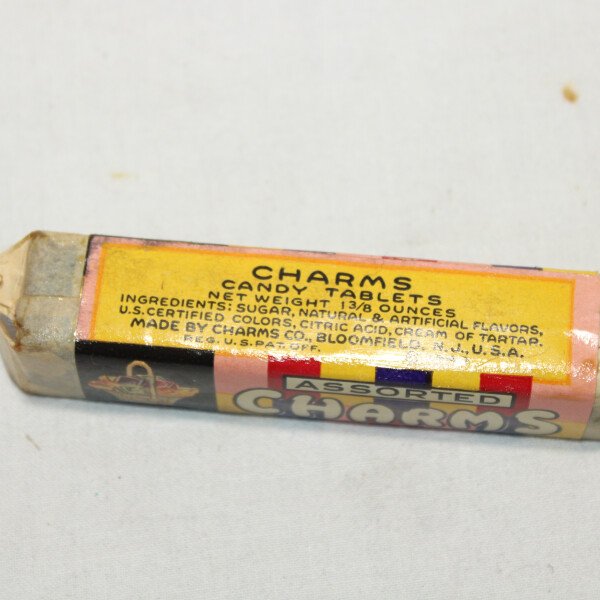 CHARMS
CANDY TABLETS
NET WEIGHT 1 3/8 OUNCES
INGREDIENTS: SUGAR, NATURAL & ARTIFICIAL FLAVORS,
U.S. CERTIFIED COLORS, CITRIC ACID, CREAM OF TARTAR.
MADE BY CHARMS CO., BLOOMFIELD, N.J., U.S.A.
REG. U.S. PAT. OFF.
ASSORTED
CHARMS